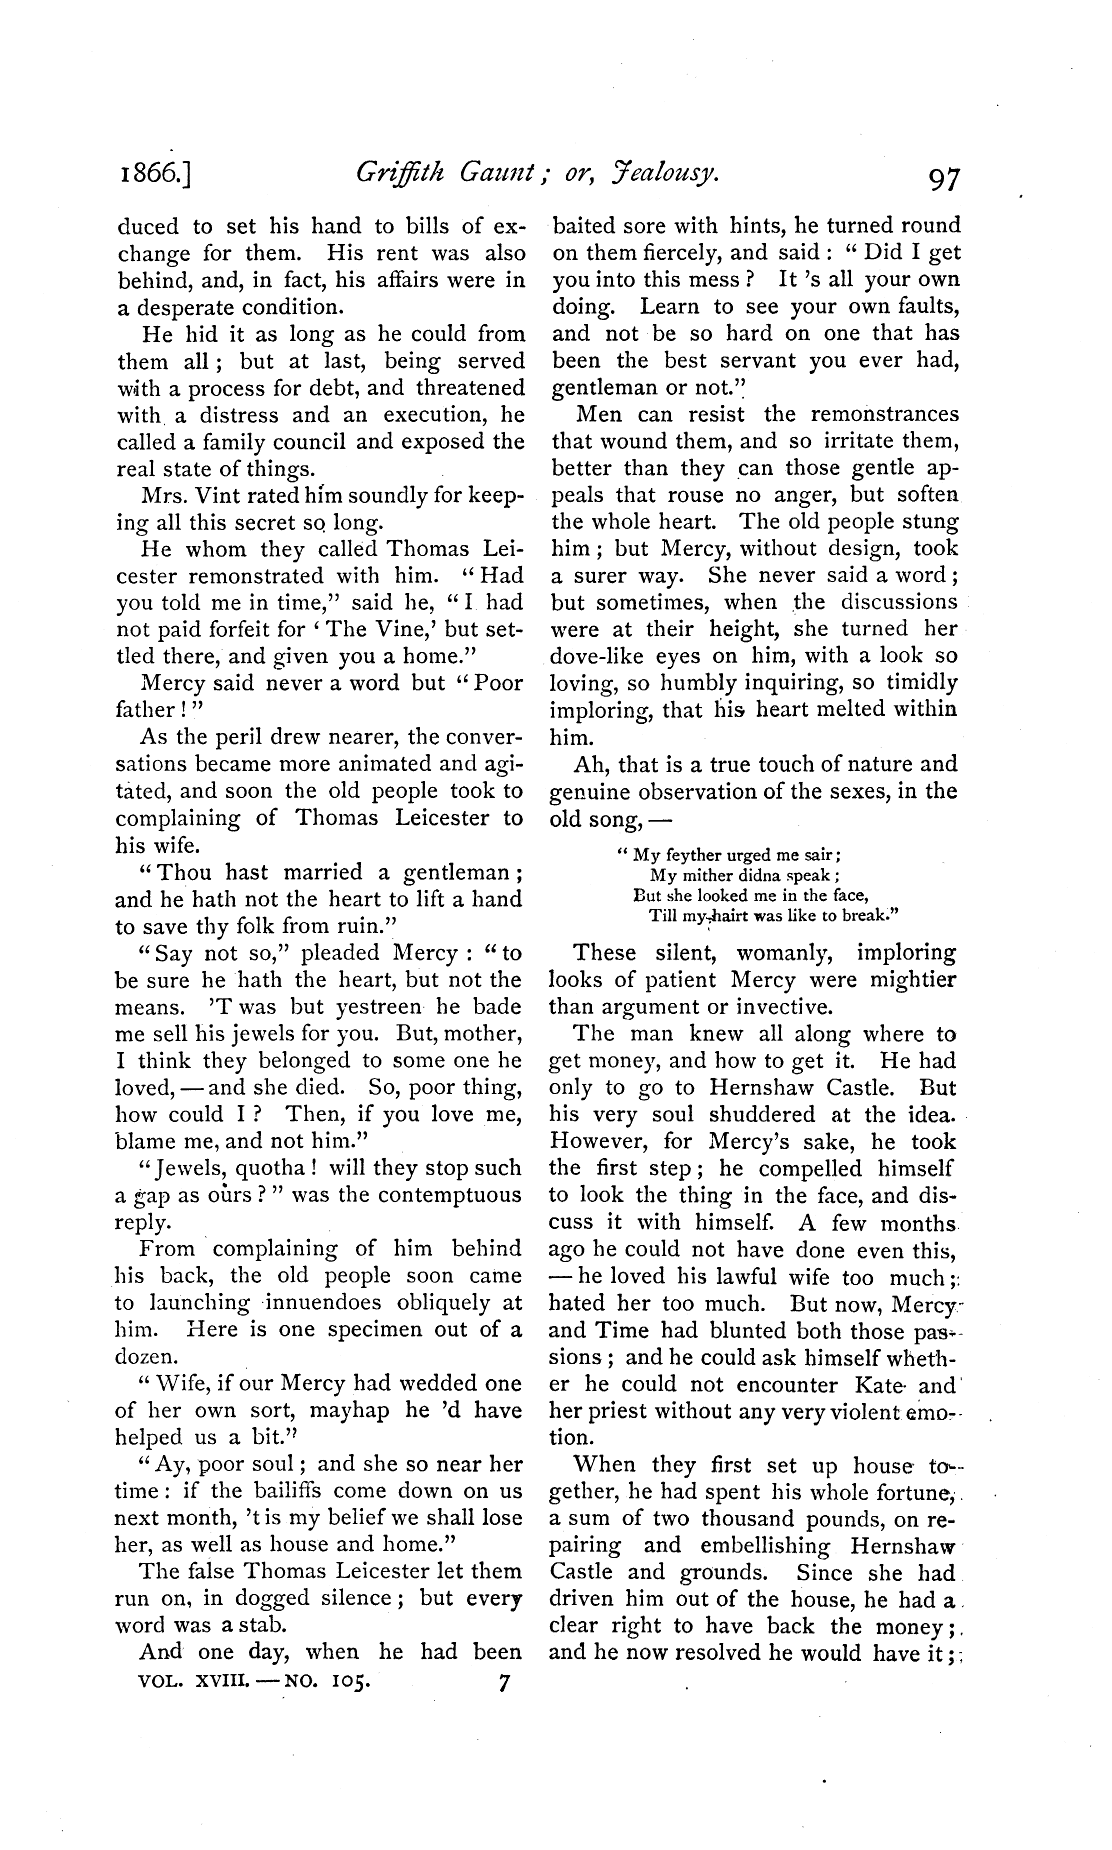 1866.] Griffith Gaunt; or, Jealousy. 97
duced to set his hand to bills of ex-
change for them. His rent was also
behind, and, in fact, his affairs were in
a desperate condition.
He hid it as long as he could from
them all; but at last, being served
with a process for debt, and threatened
with a distress and an execution, he
called a family council and exposed the
real state of things.
Mrs. Vint rated him soundly for keep-
ing all this secret so long.
He whom they called Thomas Lei-
cester remonstrated with him. "Had
you told me in time," said he, "I had
not paid forfeit for 'The Vine,' but set-
tled there, and given you a home."
Mercy said never a word but "Poor
father!"
As the peril drew nearer, the conver-
sations became more animated and agi-
tated, and soon the old people took to
complaining of Thomas Leicester to
his wife.
"Thou hast married a gentleman;
and he hath not the heart to lift a hand
to save thy folk from ruin."
"Say not so," pleaded Mercy: "to
be sure he hath the heart, but not the
means. 'T was but yestreen he bade
me sell his jewels for you. But, mother,
I think they belonged to some one he
loved,—and she died. So, poor thing,
how could I? Then, if you love me,
blame me, and not him."
"Jewels, quotha! will they stop such
a gap as ours?" was the contemptuous
reply.
From complaining of him behind
his back, the old people soon came
to launching innuendoes obliquely at
him. Here is one specimen out of a
dozen.
"Wife, if our Mercy had wedded one
of her own sort, mayhap he 'd have
helped us a bit."
"Ay, poor soul; and she so near her
time: if the bailiffs come down on us
next month, 't is my belief we shall lose
her, as well as house and home."
The false Thomas Leicester let them
run on, in dogged silence; but every
word was a stab.
And one day, when he had been
VOL. XVIII.—NO. 105. 7
baited sore with hints, he turned round
on them fiercely, and said: "Did I get
you into this mess? It 's all your own
doing. Learn to see your own faults,
and not be so hard on one that has
been the best servant you ever had,
gentleman or not."
Men can resist the remonstrances
that wound them, and so irritate them,
better than they can those gentle ap-
peals that rouse no anger, but soften
the whole heart. The old people stung
him; but Mercy, without design, took
a surer way. She never said a word;
but sometimes, when the discussions
were at their height, she turned her
dove-like eyes on him, with a look so
loving, so humbly inquiring, so timidly
imploring, that his heart melted within
him.
Ah, that is a true touch of nature and
genuine observation of the sexes, in the
old song,—
"My feyther urged me sair;
My mither didna speak;
But she looked me in the face,
Till my hairt was like to break."
These silent, womanly, imploring
looks of patient Mercy were mightier
than argument or invective.
The man knew all along where to
get money, and how to get it. He had
only to go to Hernshaw Castle. But
his very soul shuddered at the idea.
However, for Mercy's sake, he took
the first step; he compelled himself
to look the thing in the face, and dis-
cuss it with himself. A few months
ago he could not have done even this,
—he loved his lawful wife too much;
hated her too much. But now, Mercy
and Time had blunted both those pas-
sions; and he could ask himself wheth-
er he could not encounter Kate and
her priest without any very violent emo-
tion.
When they first set up house to-
gether, he had spent his whole fortune,
a sum of two thousand pounds, on re-
pairing and embellishing Hernshaw
Castle and grounds. Since she had
driven him out of the house, he had a
clear right to have back the money;
and he now resolved he would have it;